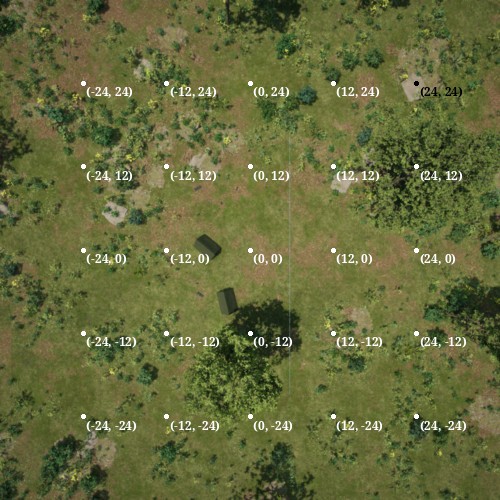 (-24, 24) (-12, 24) (0, 24) (12, 24) (24, 24)
(-24, 12) (-12, 12) (0, 12) (12, 12) (24, 12)
(-24, 0) (-12, 0) (0, 0) (12, 0) (24, 0)
(-24, -12) (-12, -12) (0, -12) (12, -12) (24, -12)
(-24, -24) (-12, -24) (0, -24) (12, -24) (24, -24)